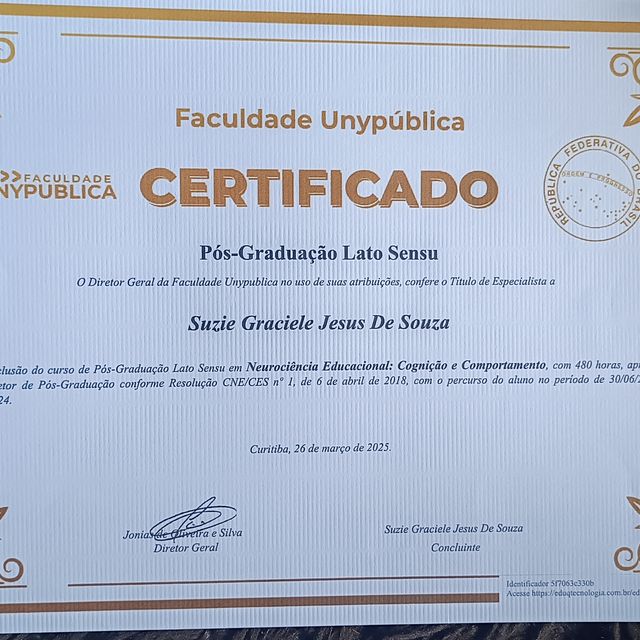 Faculdade Unypública
FACULDADE
NYPUBLICA
CERTIFICADO
REPÚBLICA FEDERATIVA DO BRASIL
ORDEM E PROGRESSO
Pós-Graduação Lato Sensu
O Diretor Geral da Faculdade Unypublica no uso de suas atribuições, confere o Título de Especialista a
Suzie Graciele Jesus De Souza
clusão do curso de Pós-Graduação Lato Sensu em Neurociência Educacional: Cognição e Comportamento, com 480 horas, apr
etor de Pós-Graduação conforme Resolução CNE/CES nº 1, de 6 de abril de 2018, com o percurso do aluno no período de 30/06/2
24.
Curitiba, 26 de março de 2025.
Jonias de Oliveira e Silva
Diretor Geral
Suzie Graciele Jesus De Souza
Concluinte
Identificador 5f7063c330b
Acesse https://eduqtecnologia.com.br/ed